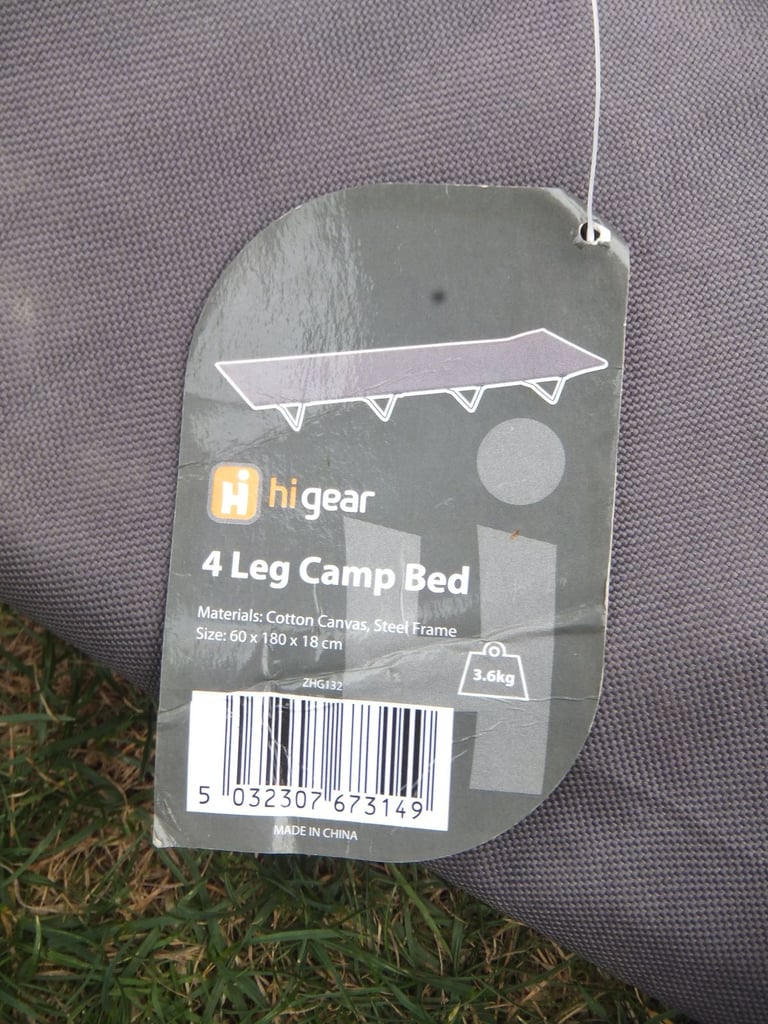 hi gear
4 Leg Camp Bed
Materials: Cotton Canvas, Steel Frame
Size: 60 x 180 x 18 cm
3.6kg
ZHG132
5 032307 673149
MADE IN CHINA